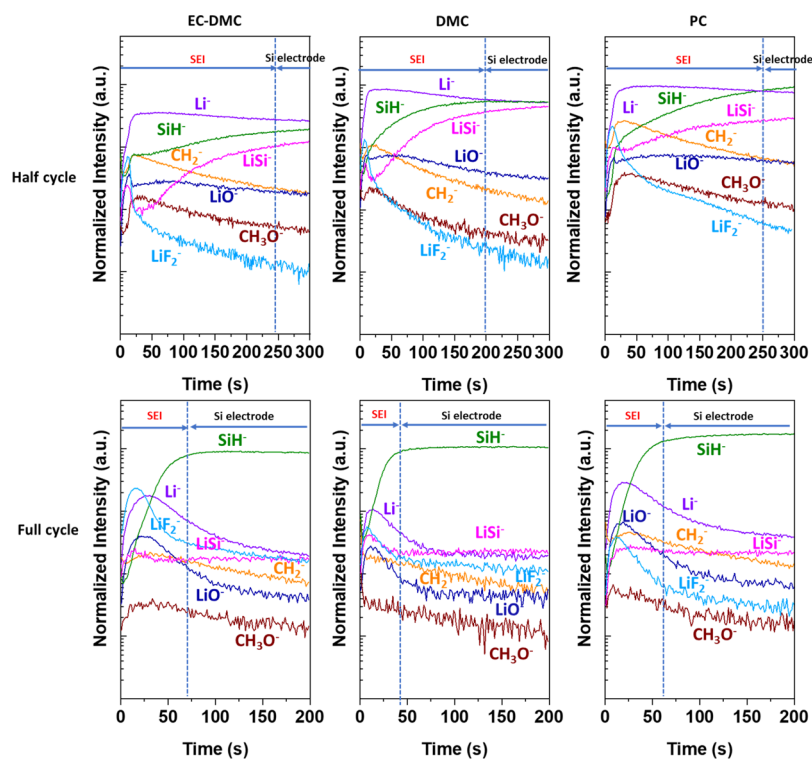 EC-DMC
DMC
PC
SEI
Si electrode
SEI
Si electrode
SEI
Si electrode
Half cycle
Normalized Intensity (a.u.)
Li⁻
SiH⁻
CH₂⁻
LiSi⁻
LiO⁻
CH₃O⁻
LiF₂⁻
0 50 100 150 200 250 300
Time (s)
Normalized Intensity (a.u.)
Li⁻
SiH⁻
LiSi⁻
LiO⁻
CH₂⁻
CH₃O⁻
LiF₂⁻
0 50 100 150 200 250 300
Time (s)
Normalized Intensity (a.u.)
Li⁻
SiH⁻
LiSi⁻
CH₂⁻
LiO⁻
CH₃O⁻
LiF₂⁻
0 50 100 150 200 250 300
Time (s)
Full cycle
Normalized Intensity (a.u.)
SEI
Si electrode
SiH⁻
Li⁻
LiF₂⁻
LiSi⁻
CH₂⁻
LiO⁻
CH₃O⁻
0 50 100 150 200
Time (s)
Normalized Intensity (a.u.)
SEI
Si electrode
SiH⁻
Li⁻
LiSi⁻
LiF₂⁻
CH₂⁻
LiO⁻
CH₃O⁻
0 50 100 150 200
Time (s)
Normalized Intensity (a.u.)
SEI
Si electrode
SiH⁻
Li⁻
LiO⁻
CH₂⁻
LiSi⁻
LiF₂⁻
CH₃O⁻
0 50 100 150 200
Time (s)